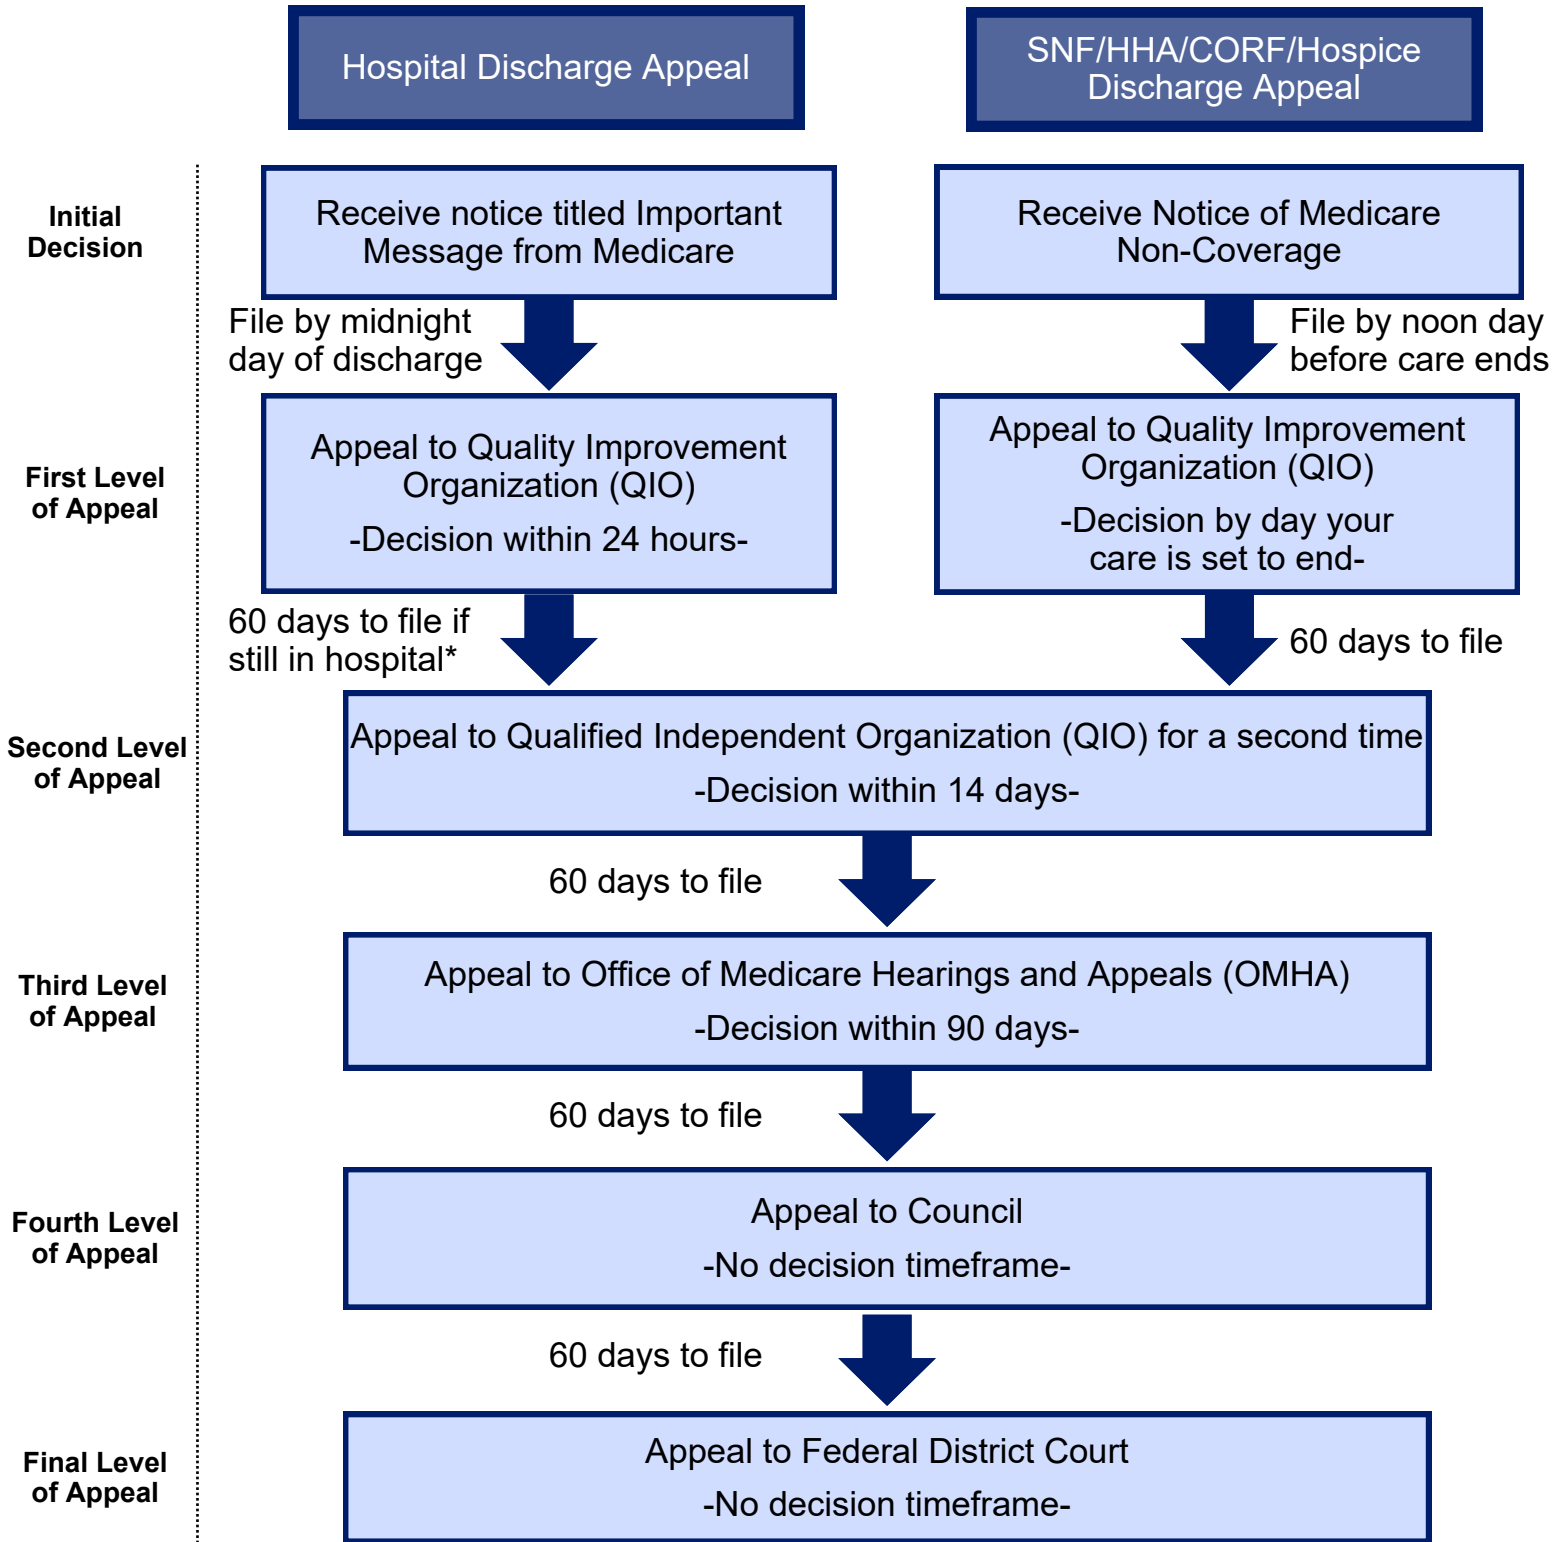 Hospital Discharge Appeal
SNF/HHA/CORF/Hospice
Discharge Appeal
Initial
Decision
Receive notice titled Important
Message from Medicare
Receive Notice of Medicare
Non-Coverage
File by midnight
day of discharge
File by noon day
before care ends
First Level
of Appeal
Appeal to Quality Improvement
Organization (QIO)
-Decision within 24 hours-
Appeal to Quality Improvement
Organization (QIO)
-Decision by day your
care is set to end-
60 days to file if
still in hospital*
60 days to file
Second Level
of Appeal
Appeal to Qualified Independent Organization (QIO) for a second time
-Decision within 14 days-
60 days to file
Third Level
of Appeal
Appeal to Office of Medicare Hearings and Appeals (OMHA)
-Decision within 90 days-
60 days to file
Fourth Level
of Appeal
Appeal to Council
-No decision timeframe-
60 days to file
Final Level
of Appeal
Appeal to Federal District Court
-No decision timeframe-